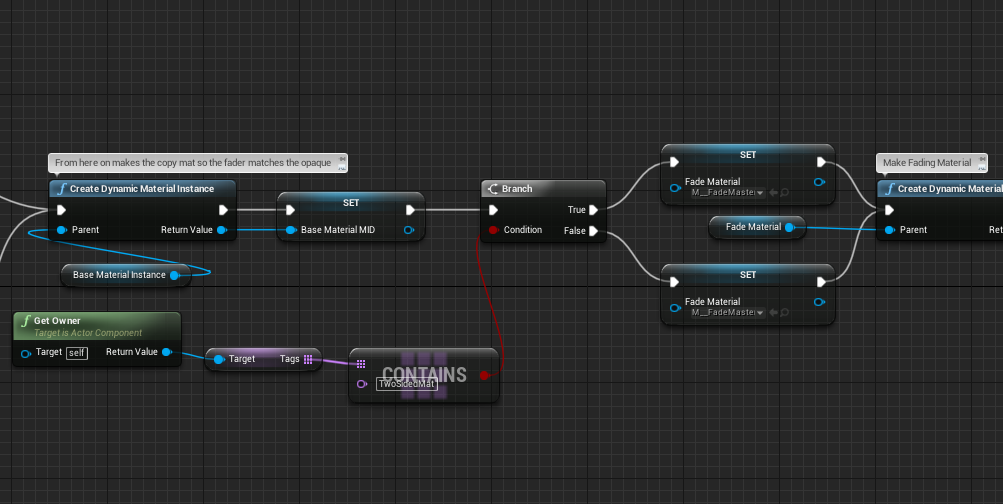 From here on makes the copy mat so the fader matches the opaque
Create Dynamic Material Instance
Parent
Return Value
Base Material Instance
SET
Base Material MID
Get Owner
Target is Actor Component
Target
self
Return Value
Target
Tags
CONTAINS
TwoSidedMat
Branch
True
Condition
False
SET
Fade Material
M__FadeMaste
Fade Material
SET
Fade Material
M__FadeMaste
Make Fading Material
Create Dynamic Materia
Parent
Ret